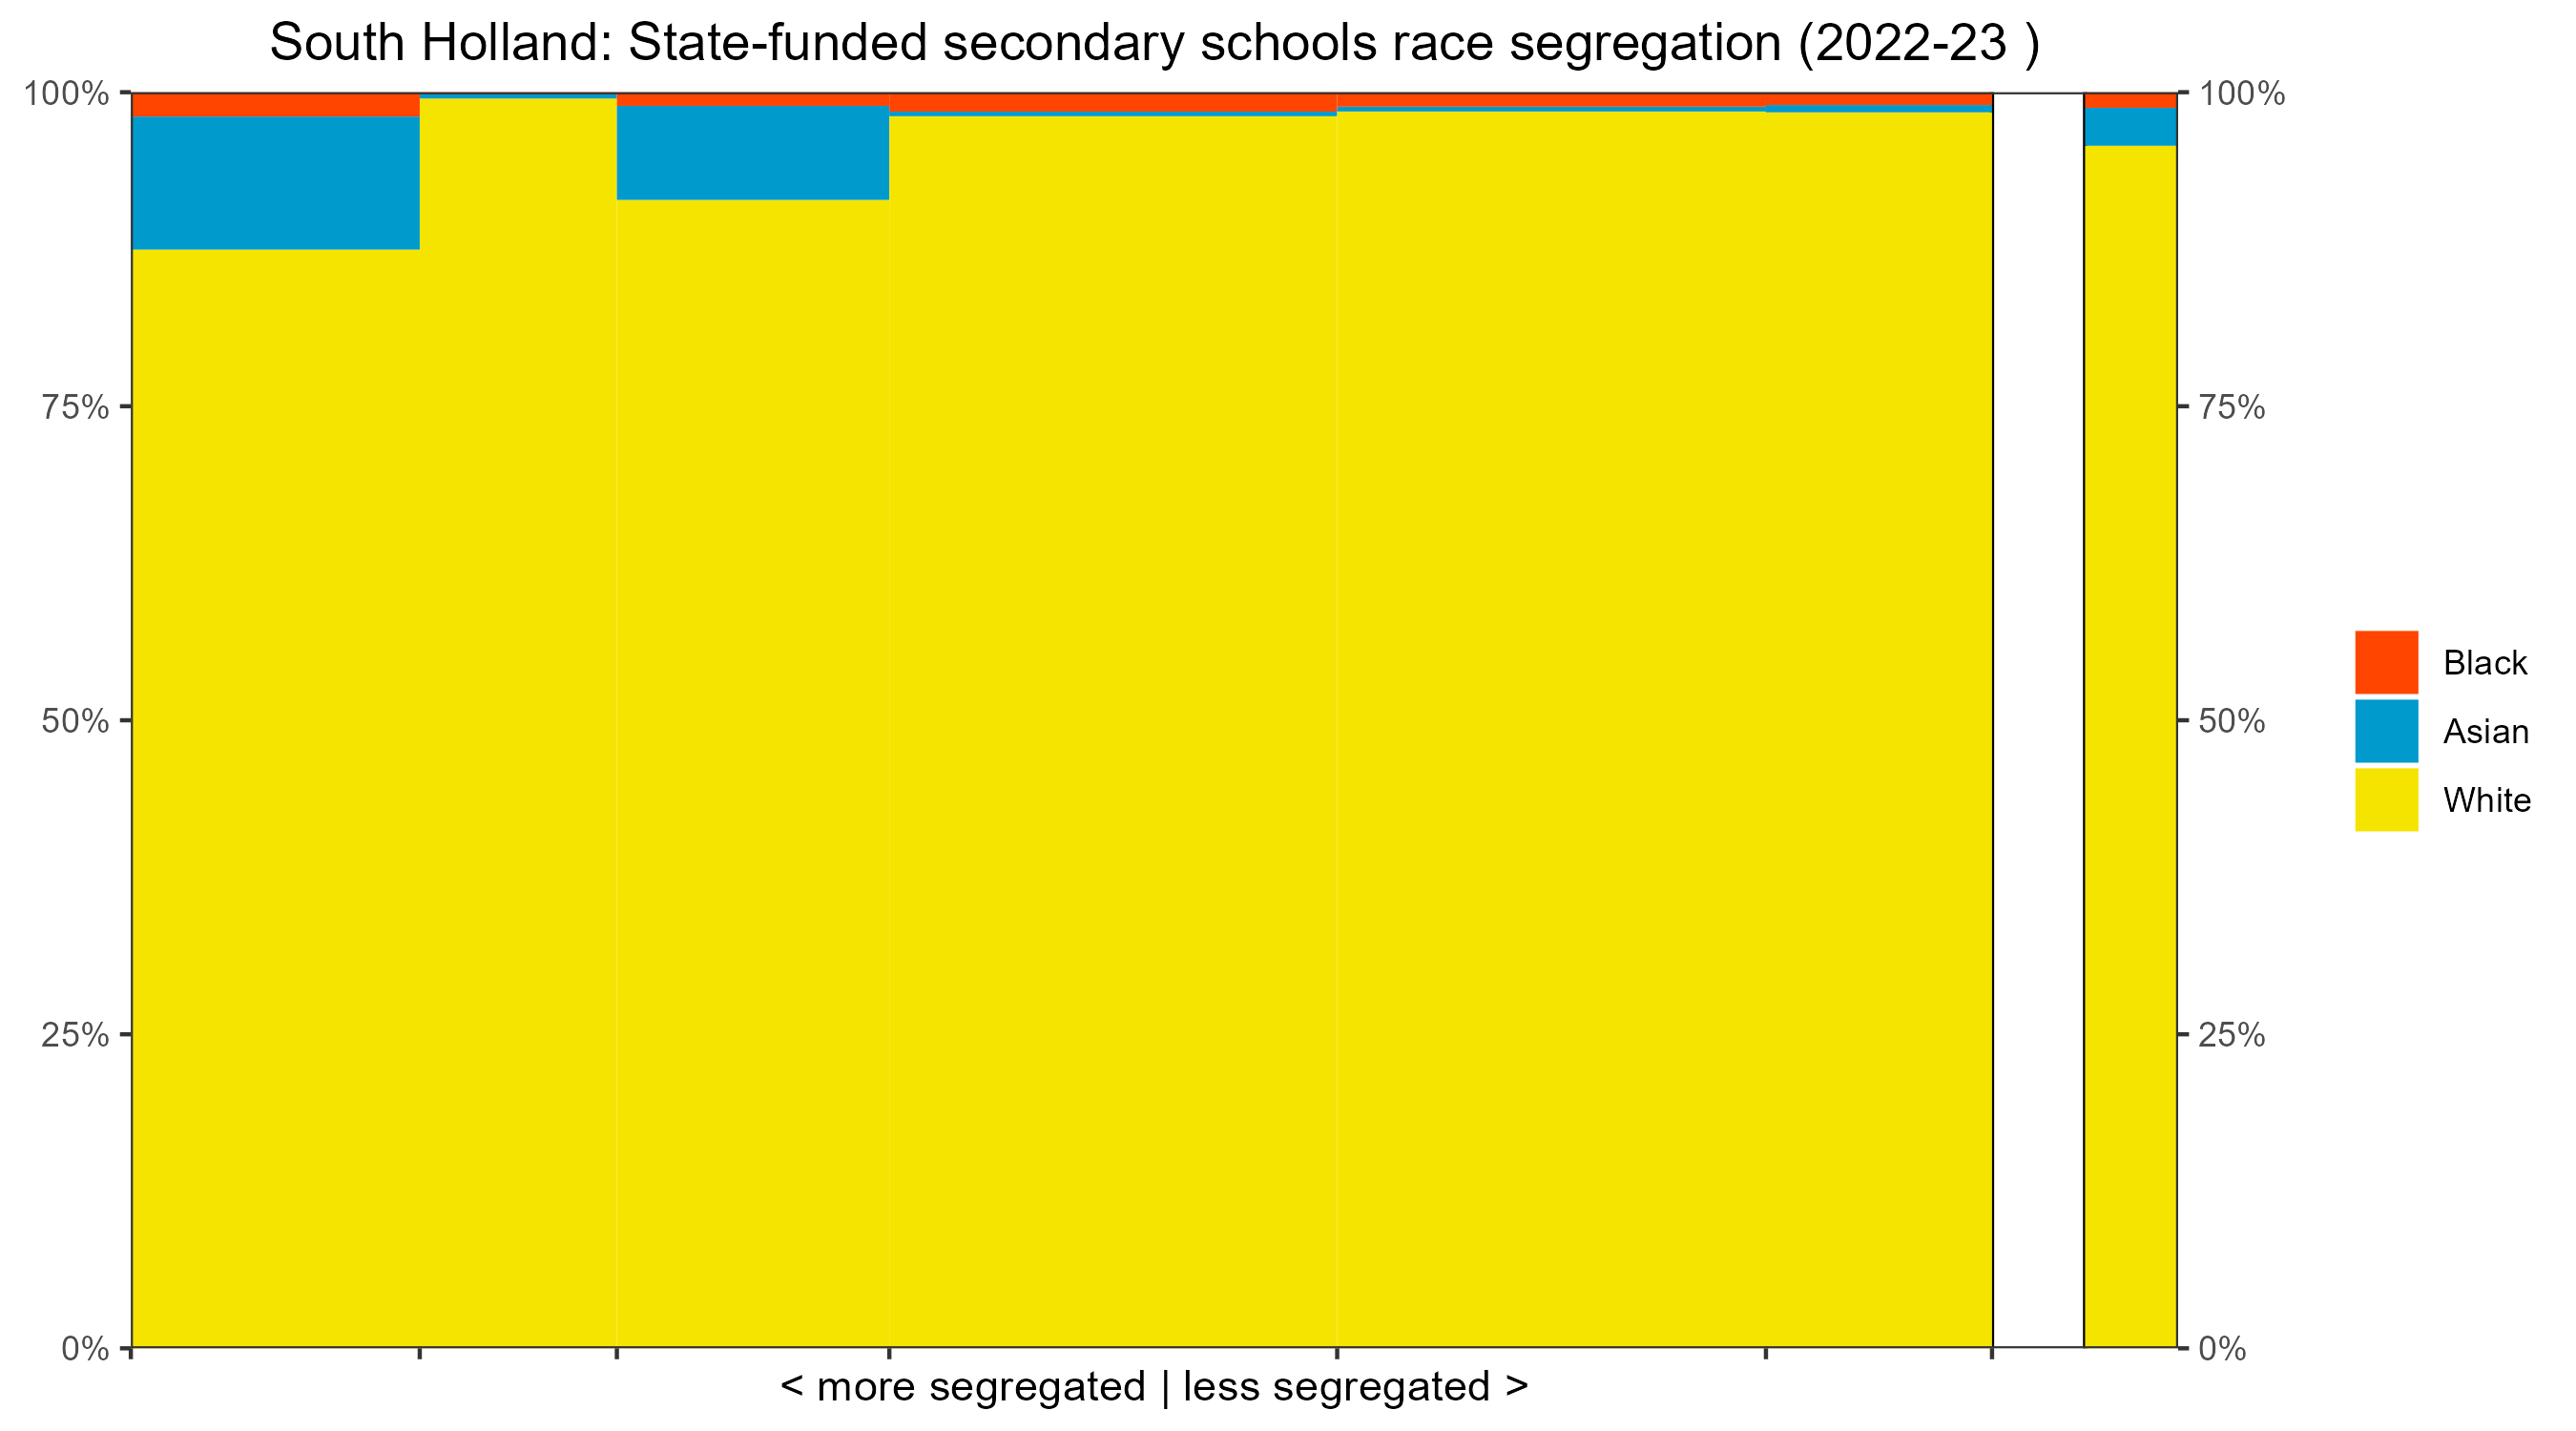 South Holland: State-funded secondary schools race segregation (2022-23 )
100%
75%
50%
25%
0%
100%
75%
50%
25%
0%
Black
Asian
White
< more segregated | less segregated >